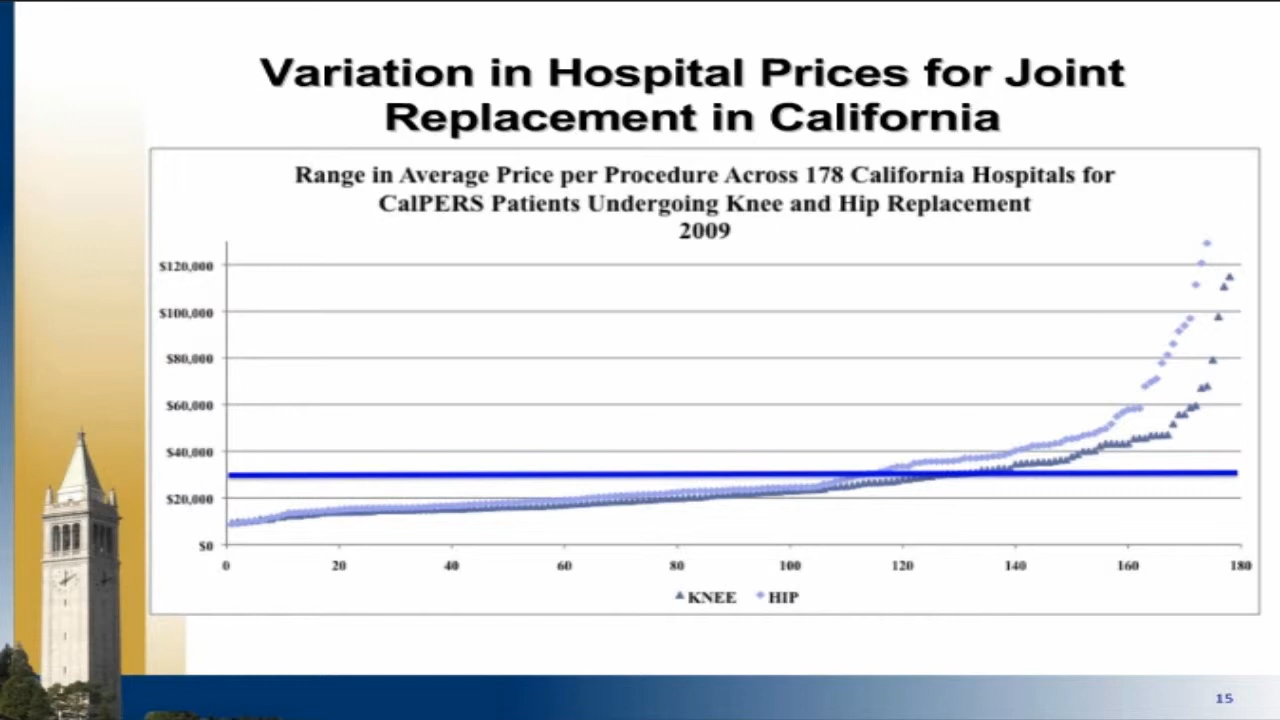 Variation in Hospital Prices for Joint
Replacement in California
Range in Average Price per Procedure Across 178 California Hospitals for
CalPERS Patients Undergoing Knee and Hip Replacement
2009
$120,000
$100,000
$80,000
$60,000
$40,000
$20,000
$0
0 20 40 60 80 100 120 140 160 180
KNEE HIP
15